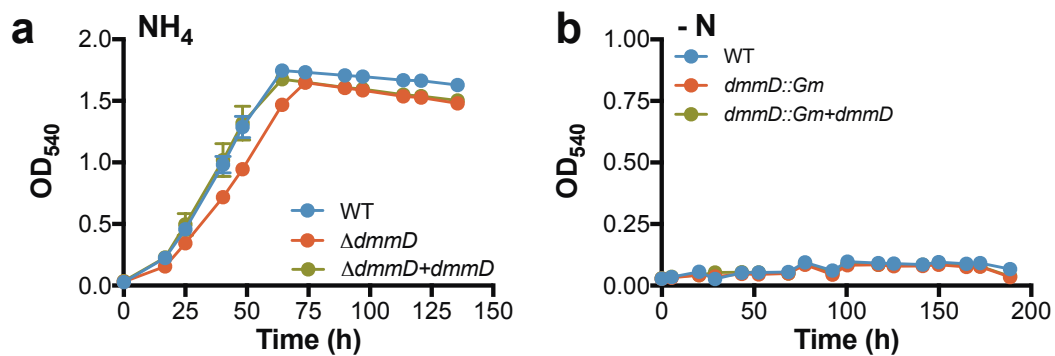 a NH4
OD540
2.0
1.5
1.0
0.5
0.0
WT
ΔdmmD
ΔdmmD+dmmD
0 25 50 75 100 125 150
Time (h)
b - N
OD540
1.00
0.75
0.50
0.25
0.00
WT
dmmD::Gm
dmmD::Gm+dmmD
0 50 100 150 200
Time (h)